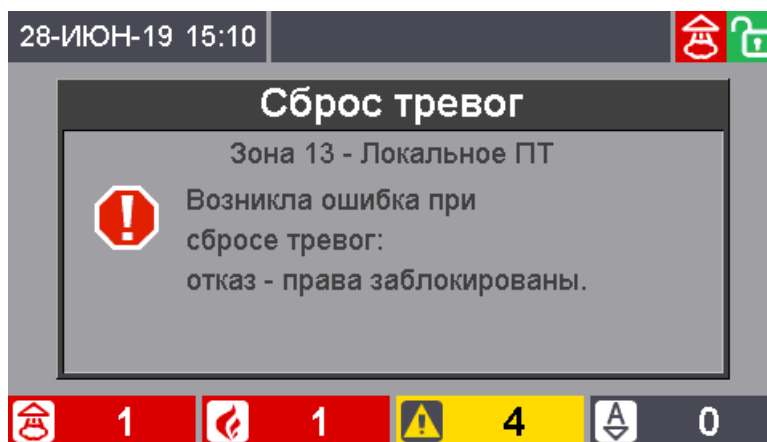 28-ИЮН-19 15:10
Сброс тревог
Зона 13 - Локальное ПТ
Возникла ошибка при
сбросе тревог:
отказ - права заблокированы.
1 1 4 A 0